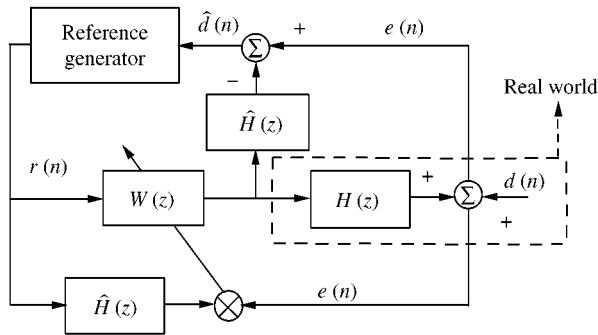 Reference
generator
d̂ (n)
+
e (n)
Σ
−
Ĥ (z)
Real world
r (n)
W (z)
H (z)
+
Σ
d (n)
+
Ĥ (z)
e (n)